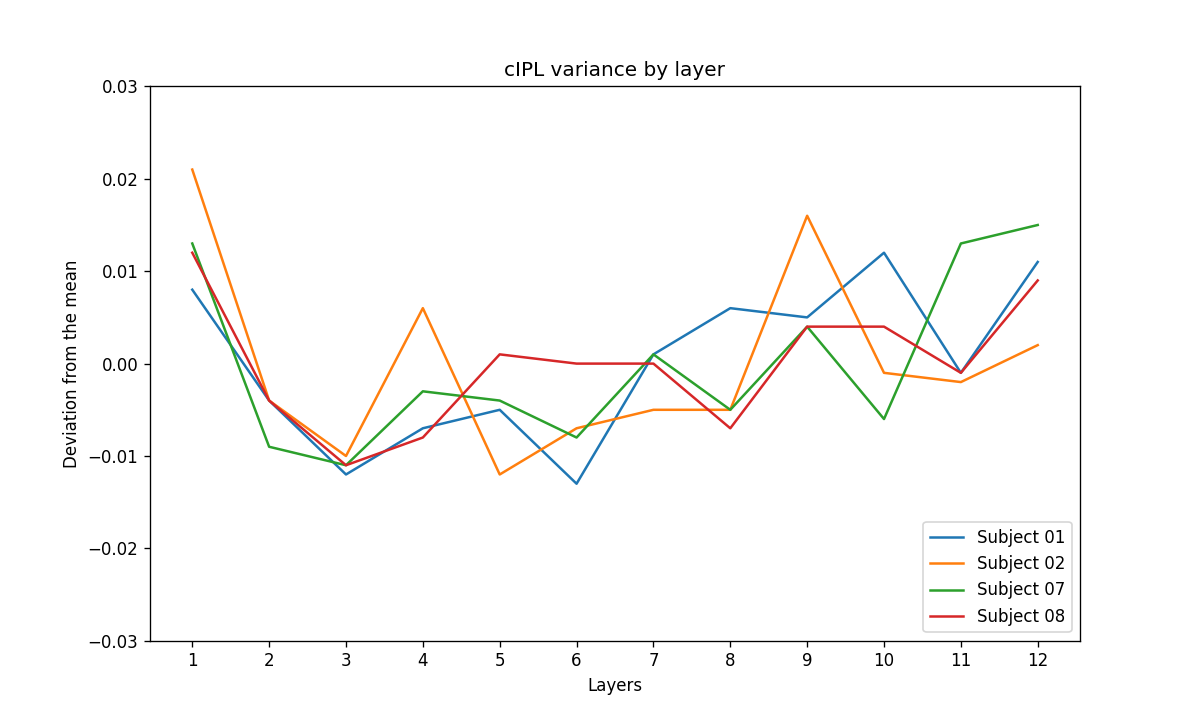 cIPL variance by layer
Deviation from the mean
0.03
0.02
0.01
0.00
−0.01
−0.02
−0.03
1 2 3 4 5 6 7 8 9 10 11 12
Layers
Subject 01
Subject 02
Subject 07
Subject 08